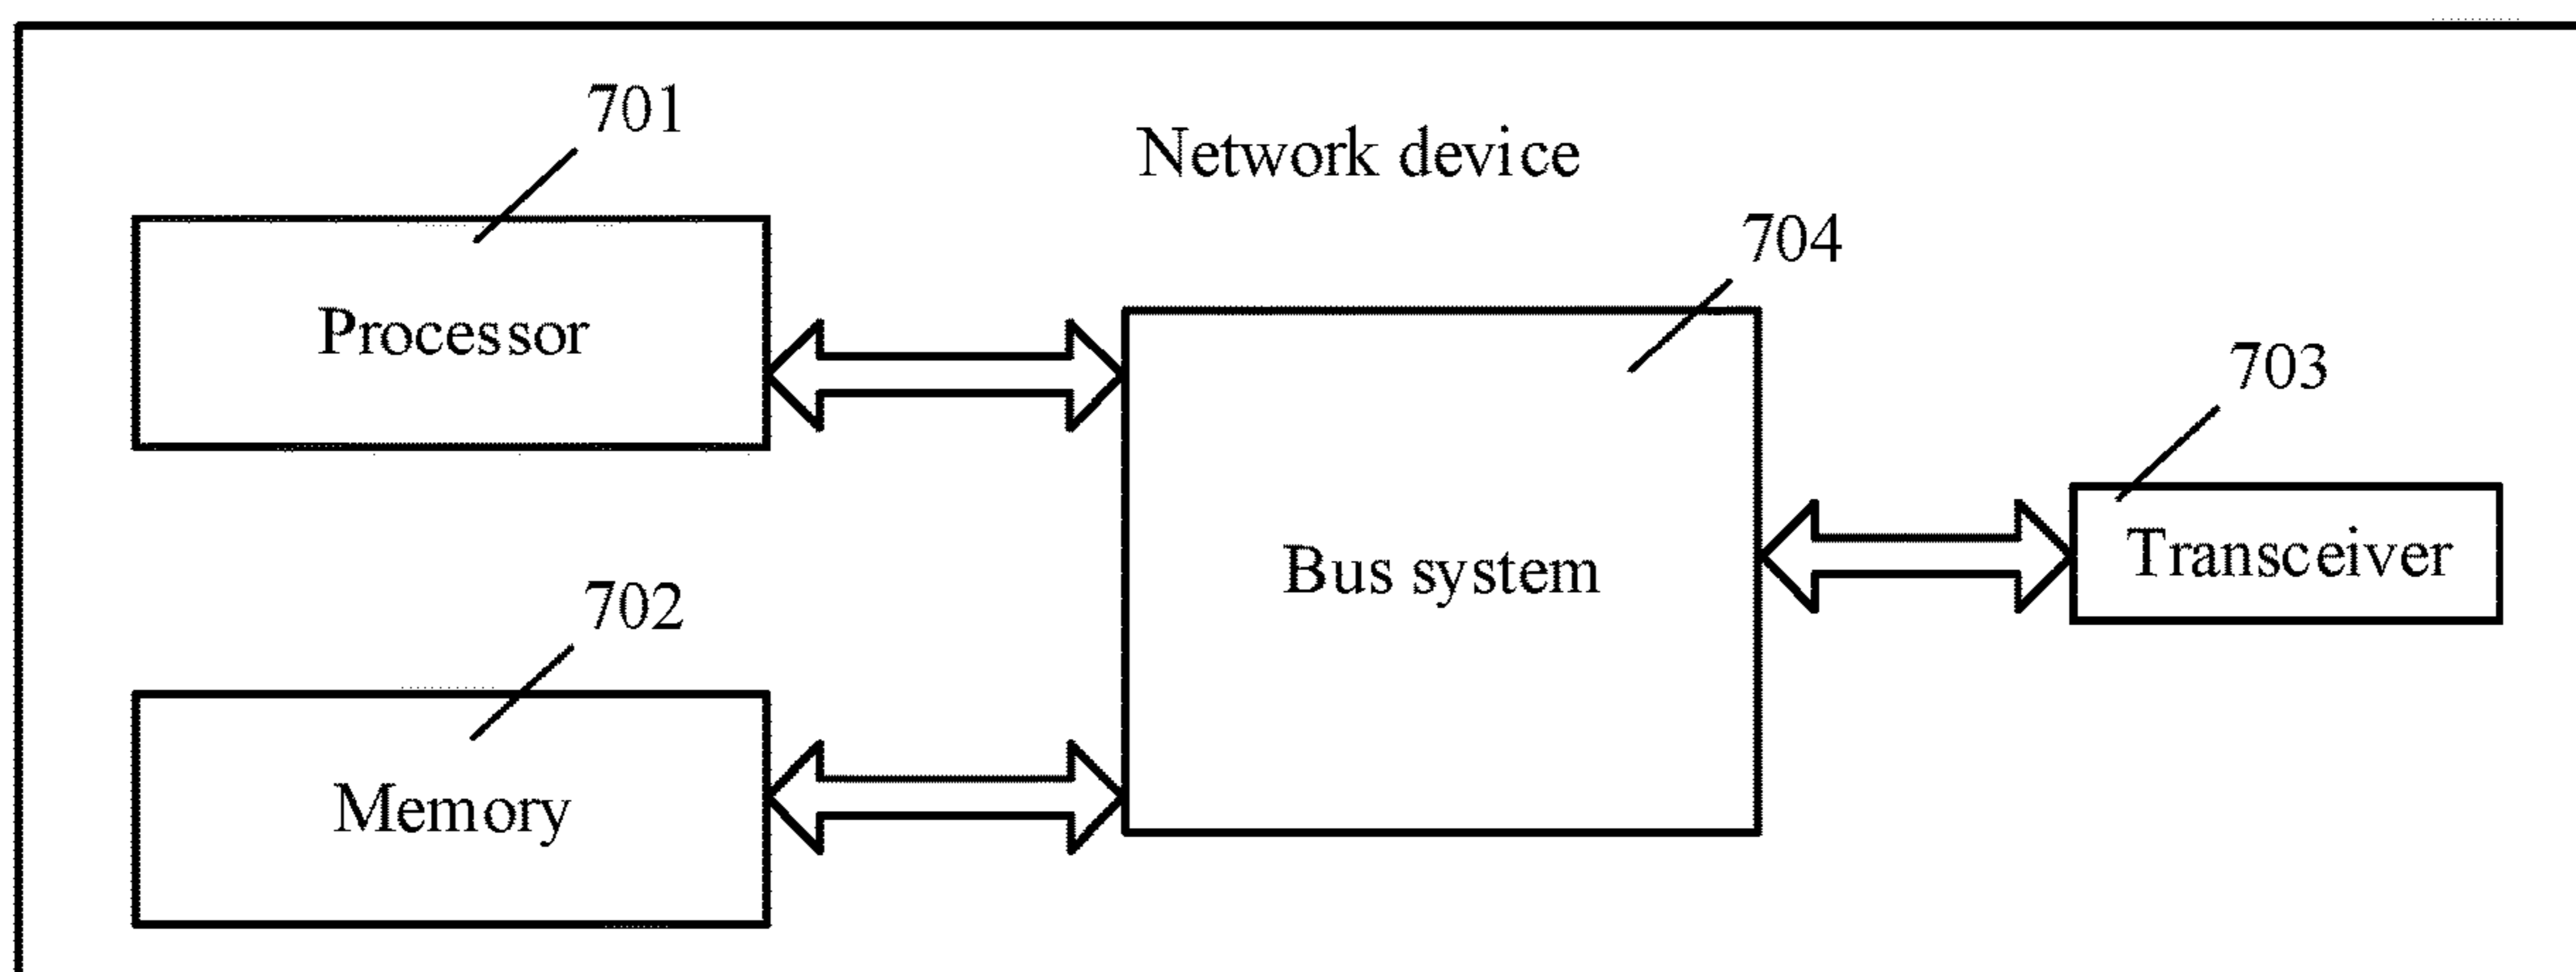 701
Network device
704
Processor
703
Transceiver
Bus system
702
Memory